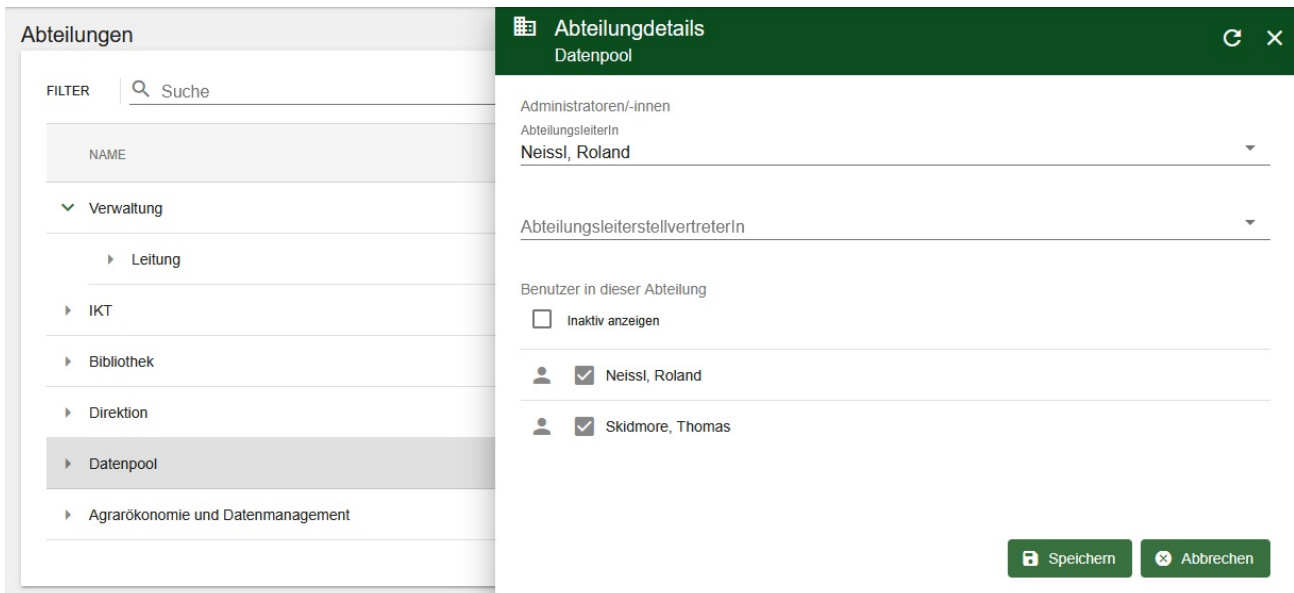 Abteilungen
FILTER
Suche
NAME
Verwaltung
Leitung
IKT
Bibliothek
Direktion
Datenpool
Agrarökonomie und Datenmanagement
Abteilungdetails
Datenpool
Administratoren/-innen
AbteilungsleiterIn
Neissl, Roland
AbteilungsleiterstellvertreterIn
Benutzer in dieser Abteilung
Inaktiv anzeigen
Neissl, Roland
Skidmore, Thomas
Speichern
Abbrechen